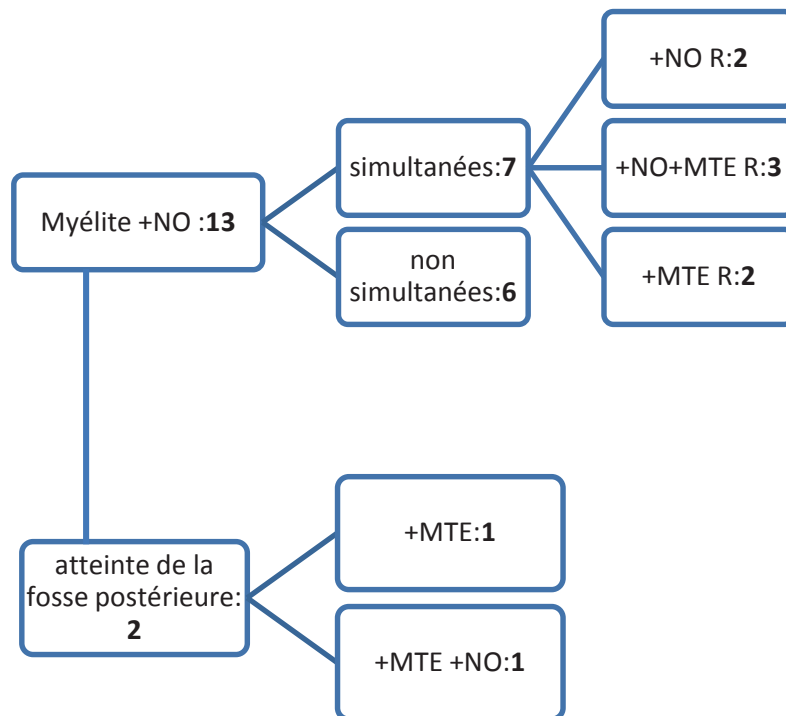 Myélite +NO :13
simultanées:7
non
simultanées:6
+NO R:2
+NO+MTE R:3
+MTE R:2
atteinte de la
fosse postérieure:
2
+MTE:1
+MTE +NO:1